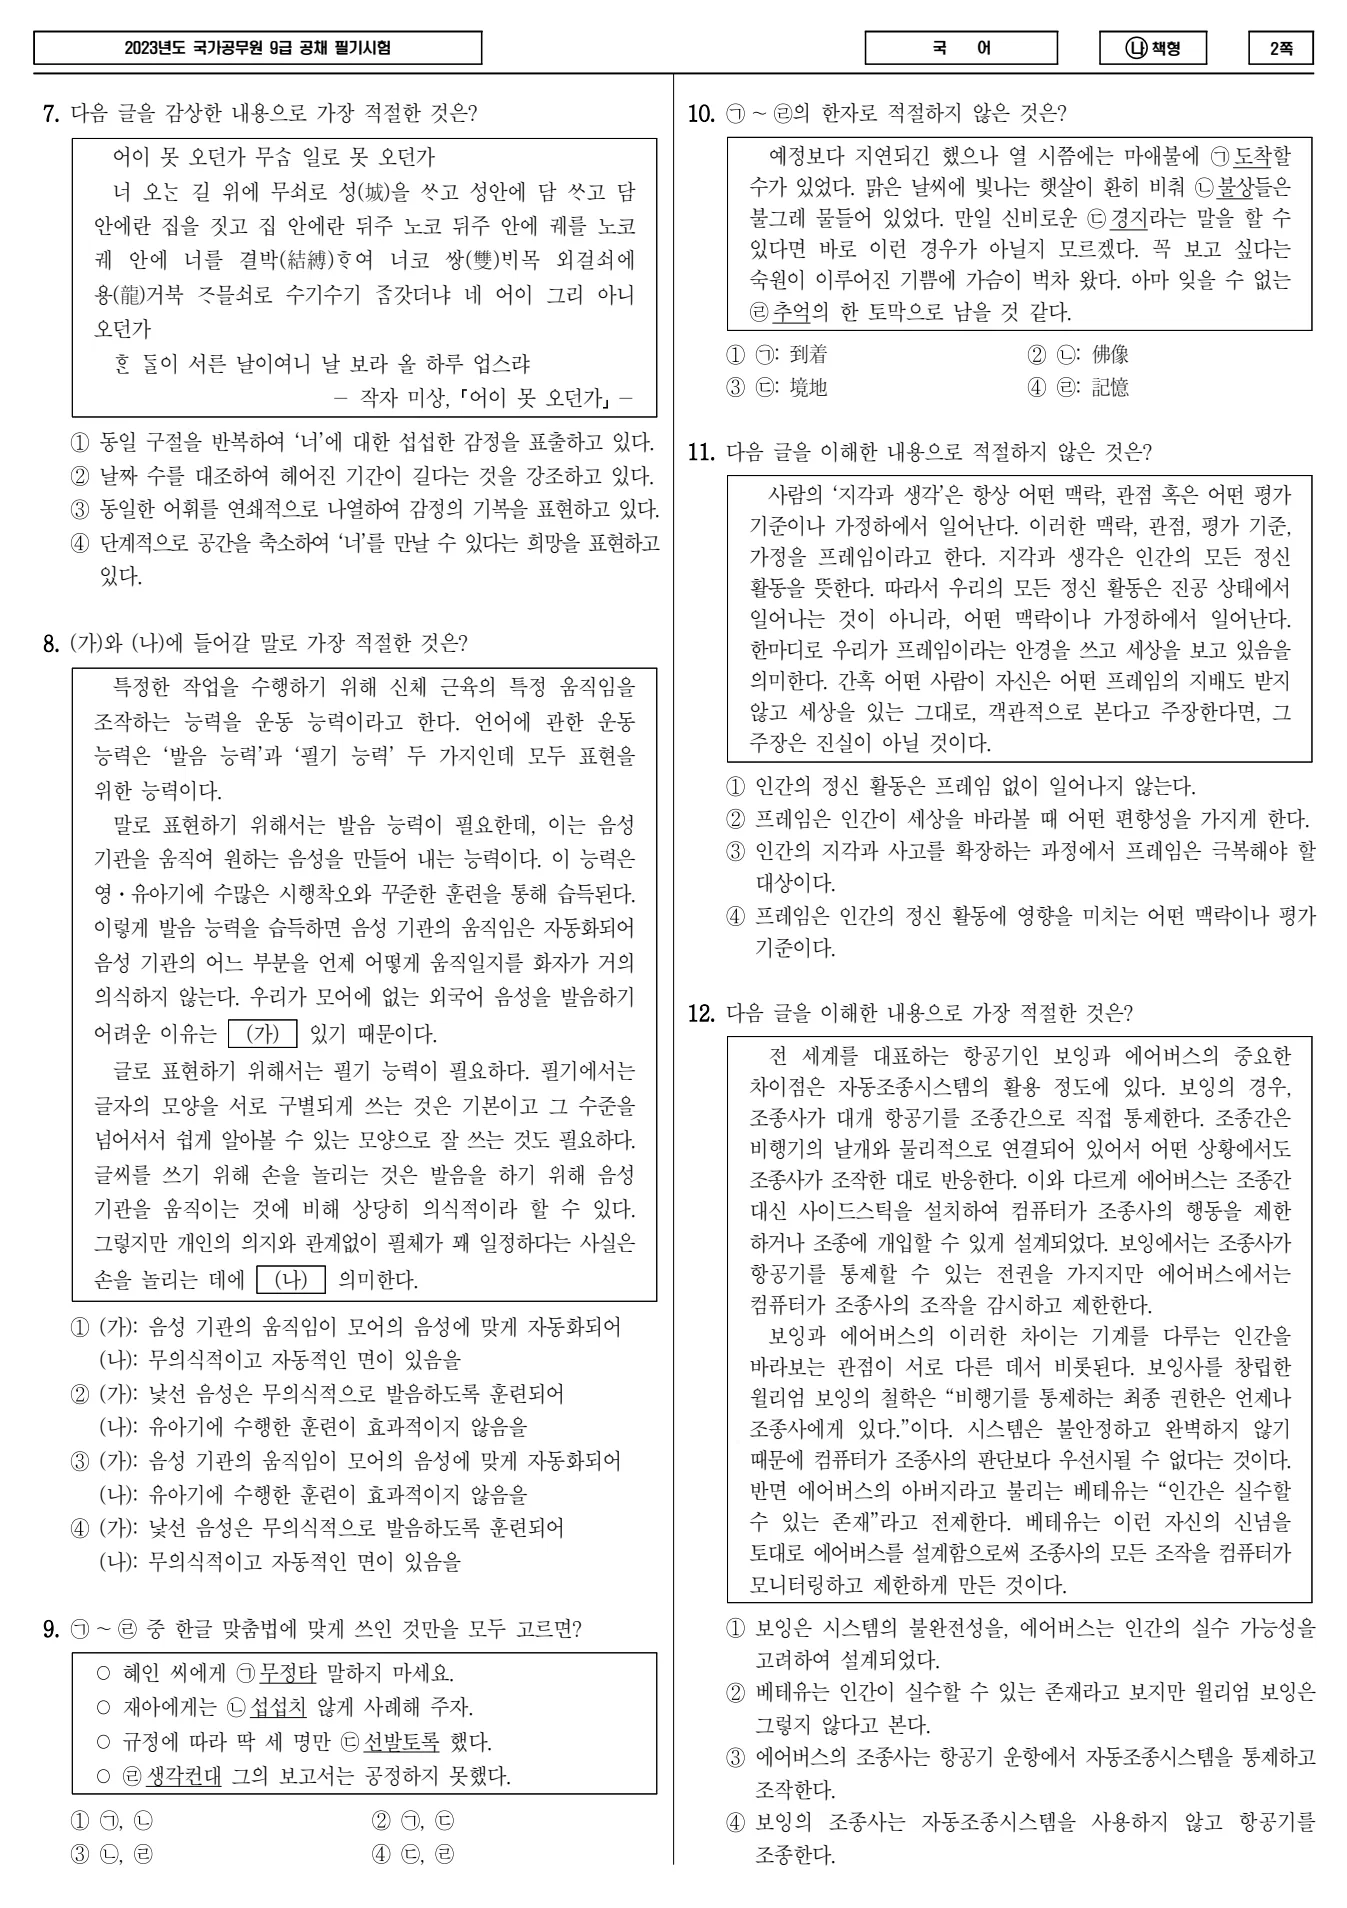 2023년도 국가공무원 9급 공채 필기시험
국 어
㉯ 책형
2쪽
7. 다음 글을 감상한 내용으로 가장 적절한 것은?
어이 못 오던가 무슴 일로 못 오던가
너 오는 길 위에 무쇠로 성(城)을 ᄡᅩ고 성안에 담 ᄡᅩ고 담
안에란 집을 짓고 집 안에란 뒤주 노코 뒤주 안에 궤를 노코
궤 안에 너를 결박(結縛)ᄒᆞ여 너코 쌍(雙)ᄇᆡ목 외걸쇠에
용(龍)거북 ᄌᆞ믈쇠로 수기수기 ᄌᆞᆷ갓더냐 네 어이 그리 아니
오던가
ᄒᆞᆫ ᄃᆞᆯ이 서른 날이여니 날 보라 올 하루 업스랴
- 작자 미상, 「어이 못 오던가」 -
① 동일 구절을 반복하여 ‘너’에 대한 섭섭한 감정을 표출하고 있다.
② 날짜 수를 대조하여 헤어진 기간이 길다는 것을 강조하고 있다.
③ 동일한 어휘를 연쇄적으로 나열하여 감정의 기복을 표현하고 있다.
④ 단계적으로 공간을 축소하여 ‘너’를 만날 수 있다는 희망을 표현하고
있다.
8. (가)와 (나)에 들어갈 말로 가장 적절한 것은?
특정한 작업을 수행하기 위해 신체 근육의 특정 움직임을
조작하는 능력을 운동 능력이라고 한다. 언어에 관한 운동
능력은 ‘발음 능력’과 ‘필기 능력’ 두 가지인데 모두 표현을
위한 능력이다.
말로 표현하기 위해서는 발음 능력이 필요한데, 이는 음성
기관을 움직여 원하는 음성을 만들어 내는 능력이다. 이 능력은
영·유아기에 수많은 시행착오와 꾸준한 훈련을 통해 습득된다.
이렇게 발음 능력을 습득하면 음성 기관의 움직임은 자동화되어
음성 기관의 어느 부분을 언제 어떻게 움직일지를 화자가 거의
의식하지 않는다. 우리가 모어에 없는 외국어 음성을 발음하기
어려운 이유는 (가) 있기 때문이다.
글로 표현하기 위해서는 필기 능력이 필요하다. 필기에서는
글자의 모양을 서로 구별되게 쓰는 것은 기본이고 그 수준을
넘어서서 쉽게 알아볼 수 있는 모양으로 잘 쓰는 것도 필요하다.
글씨를 쓰기 위해 손을 놀리는 것은 발음을 하기 위해 음성
기관을 움직이는 것에 비해 상당히 의식적이라 할 수 있다.
그렇지만 개인의 의지와 관계없이 필체가 꽤 일정하다는 사실은
손을 놀리는 데에 (나) 의미한다.
① (가): 음성 기관의 움직임이 모어의 음성에 맞게 자동화되어
(나): 무의식적이고 자동적인 면이 있음을
② (가): 낯선 음성은 무의식적으로 발음하도록 훈련되어
(나): 유아기에 수행한 훈련이 효과적이지 않음을
③ (가): 음성 기관의 움직임이 모어의 음성에 맞게 자동화되어
(나): 유아기에 수행한 훈련이 효과적이지 않음을
④ (가): 낯선 음성은 무의식적으로 발음하도록 훈련되어
(나): 무의식적이고 자동적인 면이 있음을
9. ㉠ ~ ㉣ 중 한글 맞춤법에 맞게 쓰인 것만을 모두 고르면?
○ 혜인 씨에게 ㉠ 무정타 말하지 마세요.
○ 재아에게는 ㉡ 섭섭치 않게 사례해 주자.
○ 규정에 따라 딱 세 명만 ㉢ 선발토록 했다.
○ ㉣ 생각컨대 그의 보고서는 공정하지 못했다.
① ㉠, ㉡
② ㉠, ㉢
③ ㉡, ㉣
④ ㉢, ㉣
10. ㉠ ~ ㉣의 한자로 적절하지 않은 것은?
예정보다 지연되긴 했으나 열 시쯤에는 마애불에 ㉠ 도착할
수가 있었다. 맑은 날씨에 빛나는 햇살이 환히 비춰 ㉡ 불상들은
불그레 물들어 있었다. 만일 신비로운 ㉢ 경지라는 말을 할 수
있다면 바로 이런 경우가 아닐지 모르겠다. 꼭 보고 싶다는
숙원이 이루어진 기쁨에 가슴이 벅차 왔다. 아마 잊을 수 없는
㉣ 추억의 한 토막으로 남을 것 같다.
① ㉠: 到着
② ㉡: 佛像
③ ㉢: 境地
④ ㉣: 記憶
11. 다음 글을 이해한 내용으로 적절하지 않은 것은?
사람의 ‘지각과 생각’은 항상 어떤 맥락, 관점 혹은 어떤 평가
기준이나 가정하에서 일어난다. 이러한 맥락, 관점, 평가 기준,
가정을 프레임이라고 한다. 지각과 생각은 인간의 모든 정신
활동을 뜻한다. 따라서 우리의 모든 정신 활동은 진공 상태에서
일어나는 것이 아니라, 어떤 맥락이나 가정하에서 일어난다.
한마디로 우리가 프레임이라는 안경을 쓰고 세상을 보고 있음을
의미한다. 간혹 어떤 사람이 자신은 어떤 프레임의 지배도 받지
않고 세상을 있는 그대로, 객관적으로 본다고 주장한다면, 그
주장은 진실이 아닐 것이다.
① 인간의 정신 활동은 프레임 없이 일어나지 않는다.
② 프레임은 인간이 세상을 바라볼 때 어떤 편향성을 가지게 한다.
③ 인간의 지각과 사고를 확장하는 과정에서 프레임은 극복해야 할
대상이다.
④ 프레임은 인간의 정신 활동에 영향을 미치는 어떤 맥락이나 평가
기준이다.
12. 다음 글을 이해한 내용으로 가장 적절한 것은?
전 세계를 대표하는 항공기인 보잉과 에어버스의 중요한
차이점은 자동조종시스템의 활용 정도에 있다. 보잉의 경우,
조종사가 대개 항공기를 조종간으로 직접 통제한다. 조종간은
비행기의 날개와 물리적으로 연결되어 있어서 어떤 상황에서도
조종사가 조작한 대로 반응한다. 이와 다르게 에어버스는 조종간
대신 사이드스틱을 설치하여 컴퓨터가 조종사의 행동을 제한
하거나 조종에 개입할 수 있게 설계되었다. 보잉에서는 조종사가
항공기를 통제할 수 있는 전권을 가지지만 에어버스에서는
컴퓨터가 조종사의 조작을 감시하고 제한한다.
보잉과 에어버스의 이러한 차이는 기계를 다루는 인간을
바라보는 관점이 서로 다른 데서 비롯된다. 보잉사를 창립한
윌리엄 보잉의 철학은 “비행기를 통제하는 최종 권한은 언제나
조종사에게 있다.”이다. 시스템은 불안정하고 완벽하지 않기
때문에 컴퓨터가 조종사의 판단보다 우선시될 수 없다는 것이다.
반면 에어버스의 아버지라고 불리는 베테유는 “인간은 실수할
수 있는 존재”라고 전제한다. 베테유는 이런 자신의 신념을
토대로 에어버스를 설계함으로써 조종사의 모든 조작을 컴퓨터가
모니터링하고 제한하게 만든 것이다.
① 보잉은 시스템의 불완전성을, 에어버스는 인간의 실수 가능성을
고려하여 설계되었다.
② 베테유는 인간이 실수할 수 있는 존재라고 보지만 윌리엄 보잉은
그렇지 않다고 본다.
③ 에어버스의 조종사는 항공기 운항에서 자동조종시스템을 통제하고
조작한다.
④ 보잉의 조종사는 자동조종시스템을 사용하지 않고 항공기를
조종한다.